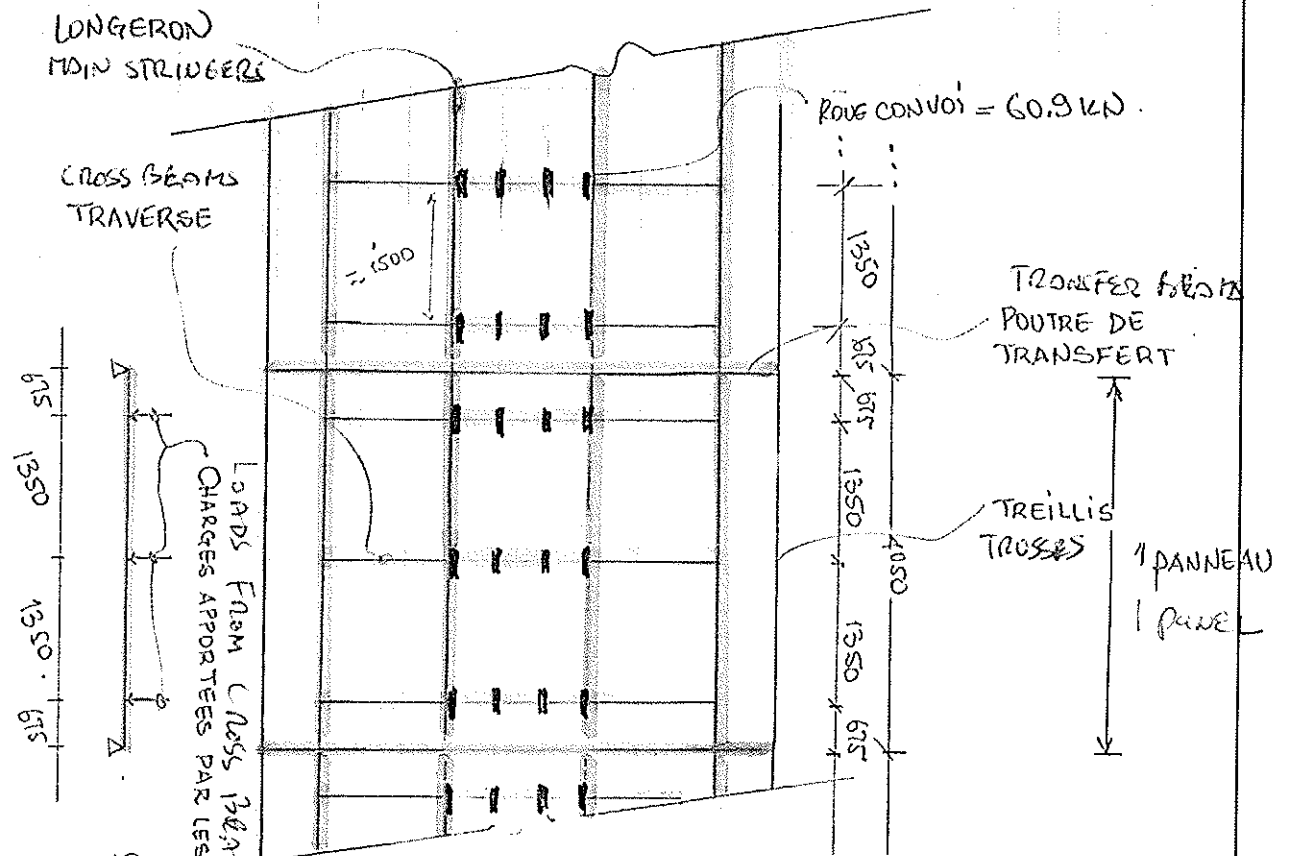 LONGERON
MAIN STRINGERS
ROUE CONVOI = 60.9 KN.
CROSS BEAMS
TRAVERSE
≈ 1500
1350
675
675
1350
1350
675
4050
TRANSFER BEAM
POUTRE DE
TRANSFERT
TREILLIS
TRUSSES
1 PANNEAU
1 PANEL
675
1350
1350.
675
LOADS FROM CROSS BEA
CHARGES APPORTEES PAR LES